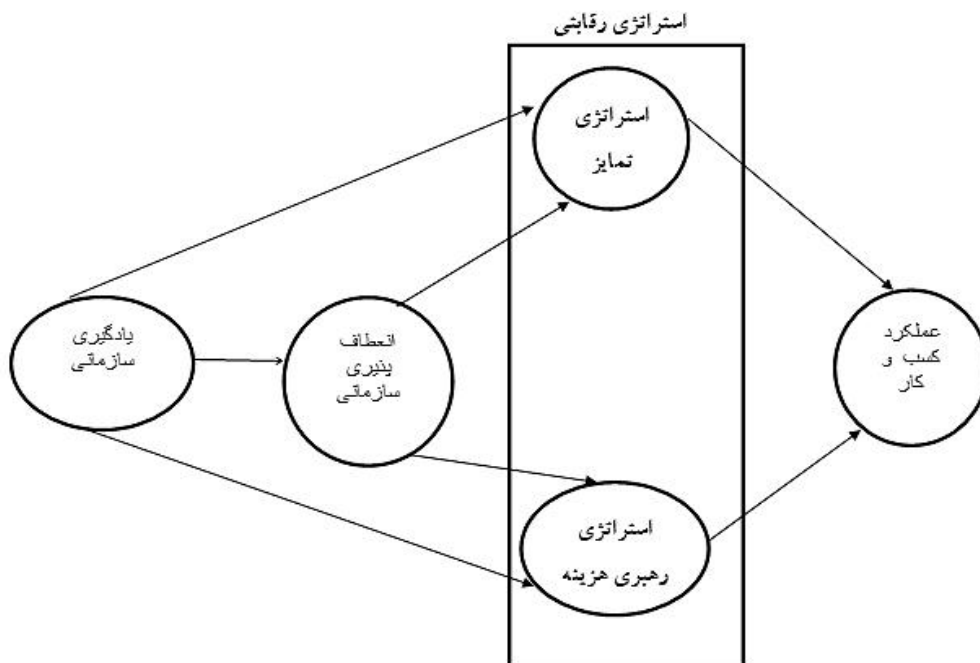 استراتژی رقابتی
استراتژی
تمایز
یادگیری
سازمانی
انعطاف
پذیری
سازمانی
عملکرد
کسب و
کار
استراتژی
رهبری هزینه